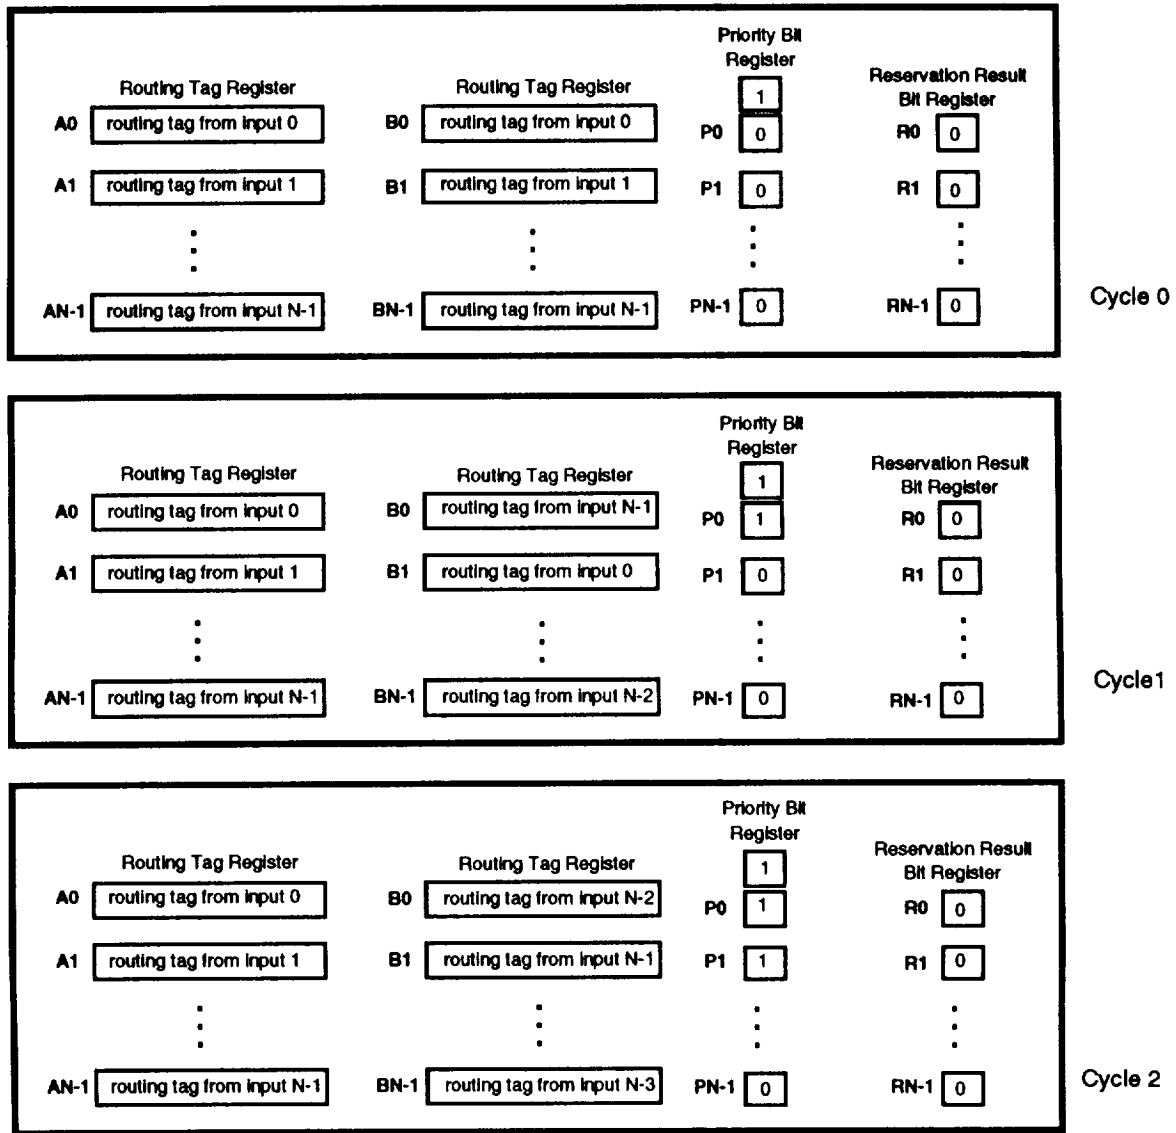 Priority Bit
Register
Routing Tag Register Routing Tag Register Reservation Result
Bit Register
1
A0 routing tag from input 0 B0 routing tag from input 0 P0 0 R0 0
A1 routing tag from input 1 B1 routing tag from input 1 P1 0 R1 0
AN-1 routing tag from input N-1 BN-1 routing tag from input N-1 PN-1 0 RN-1 0
Cycle 0
Priority Bit
Register
Routing Tag Register Routing Tag Register Reservation Result
Bit Register
1
A0 routing tag from input 0 B0 routing tag from input N-1 P0 1 R0 0
A1 routing tag from input 1 B1 routing tag from input 0 P1 0 R1 0
AN-1 routing tag from input N-1 BN-1 routing tag from input N-2 PN-1 0 RN-1 0
Cycle1
Priority Bit
Register
Routing Tag Register Routing Tag Register Reservation Result
Bit Register
1
A0 routing tag from input 0 B0 routing tag from input N-2 P0 1 R0 0
A1 routing tag from input 1 B1 routing tag from input N-1 P1 1 R1 0
AN-1 routing tag from input N-1 BN-1 routing tag from input N-3 PN-1 0 RN-1 0
Cycle 2